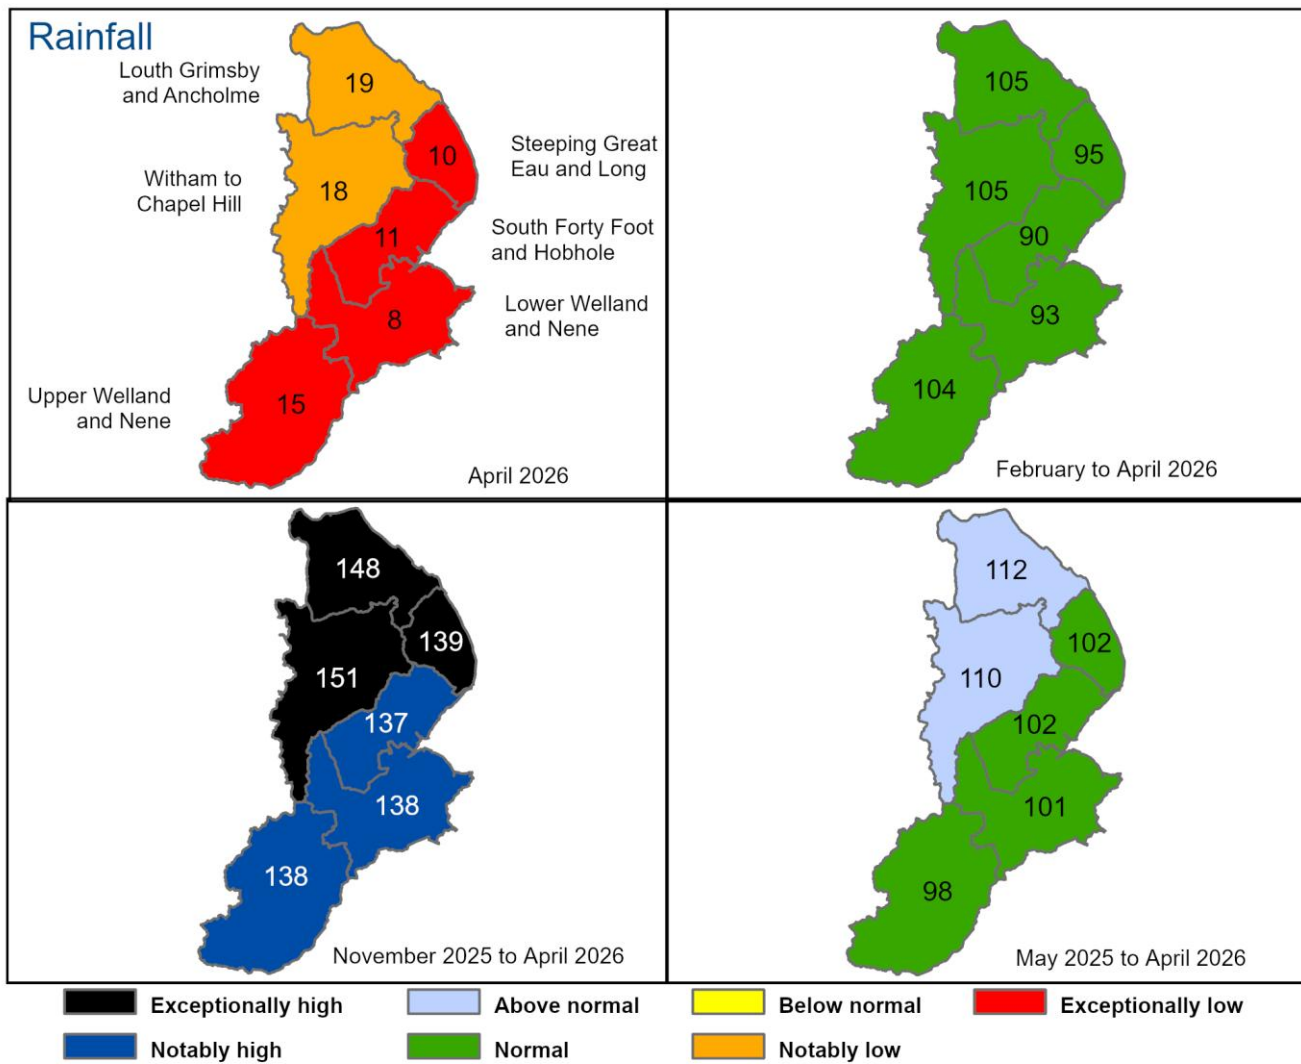 Rainfall
Louth Grimsby
and Ancholme
19
10
Steeping Great
Eau and Long
Witham to
Chapel Hill
18
11
South Forty Foot
and Hobhole
8
Lower Welland
and Nene
Upper Welland
and Nene
15
April 2026
105
95
105
90
93
104
February to April 2026
148
139
151
137
138
138
November 2025 to April 2026
112
102
110
102
101
98
May 2025 to April 2026
Exceptionally high
Above normal
Below normal
Exceptionally low
Notably high
Normal
Notably low